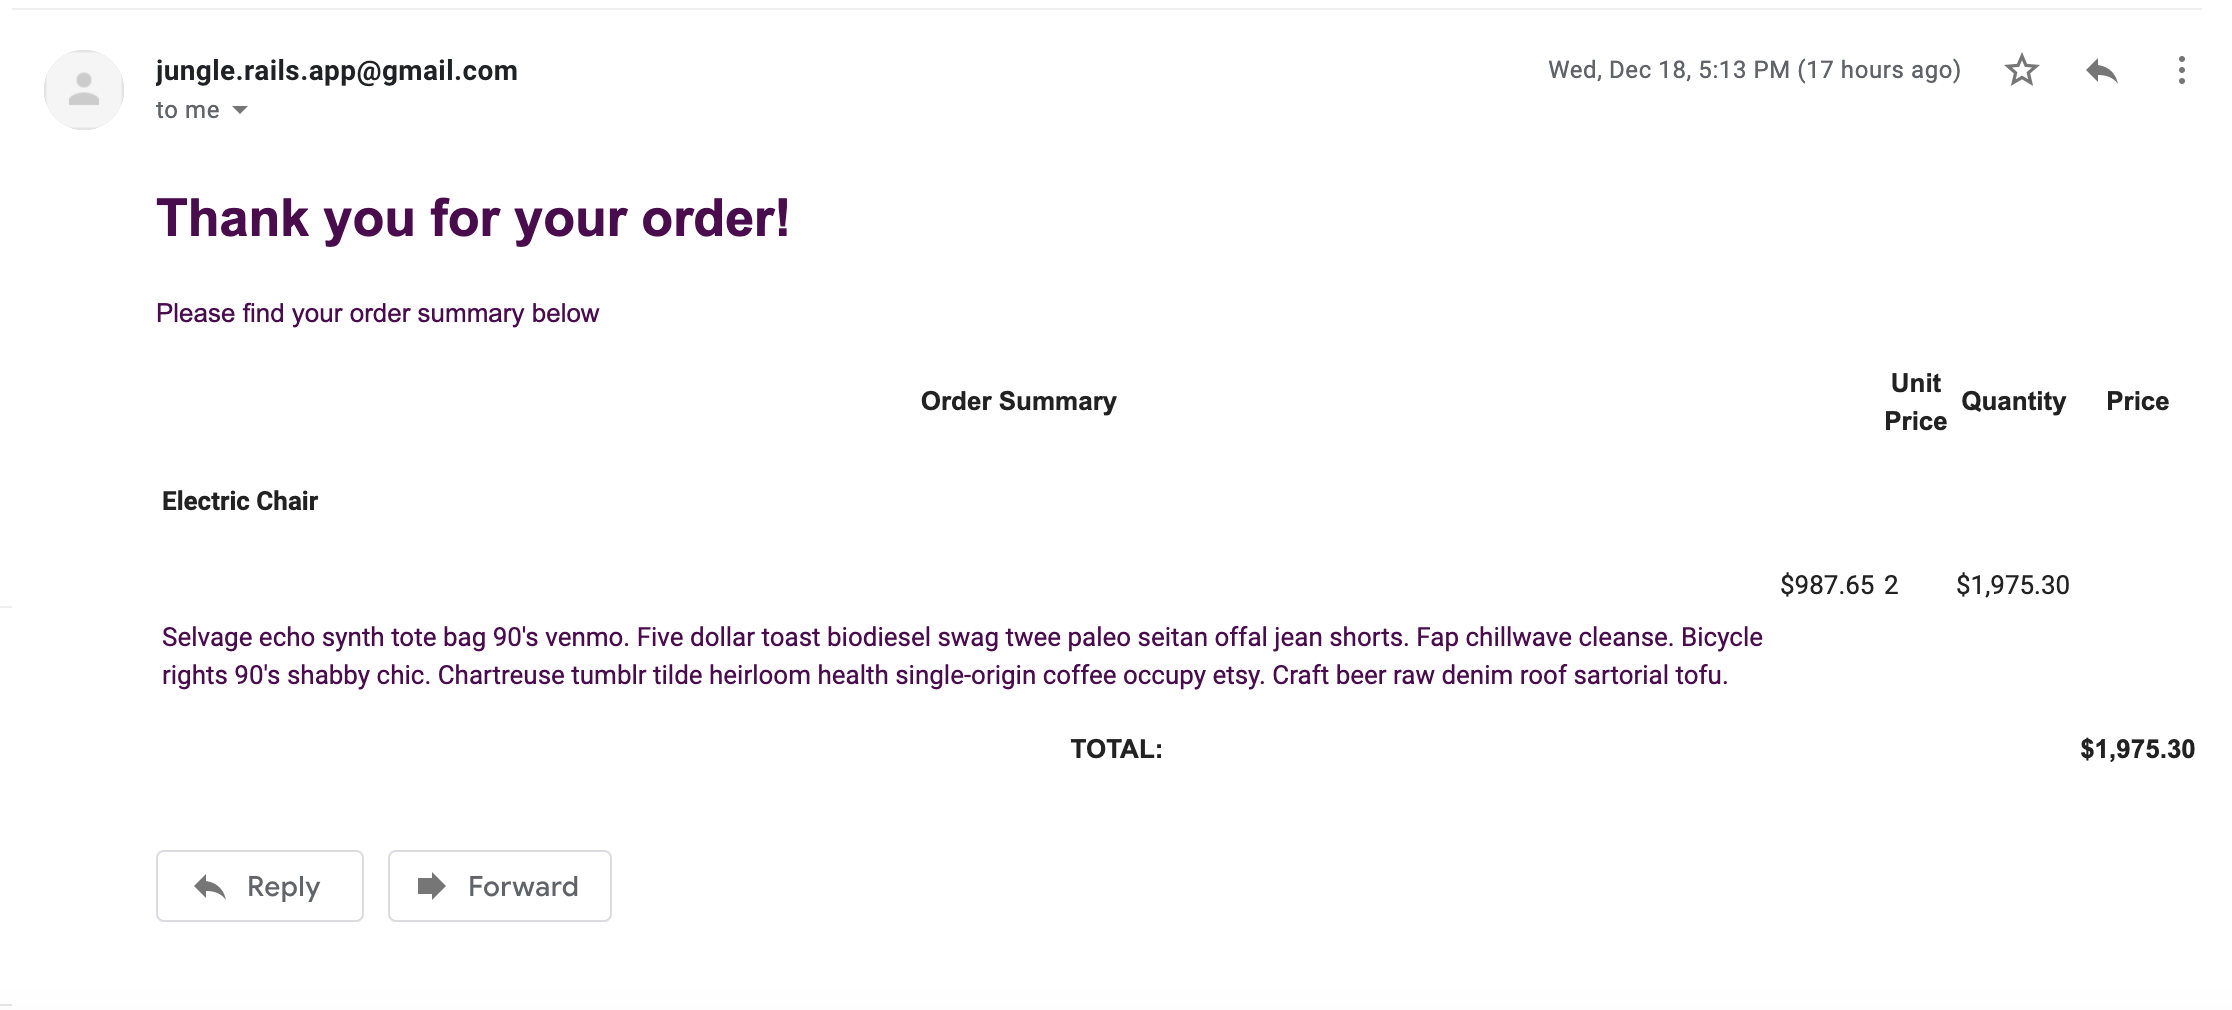 jungle.rails.app@gmail.com
Wed, Dec 18, 5:13 PM (17 hours ago)
to me
Thank you for your order!
Please find your order summary below
Order Summary
Unit
Price
Quantity
Price
Electric Chair
$987.65 2 $1,975.30
Selvage echo synth tote bag 90's venmo. Five dollar toast biodiesel swag twee paleo seitan offal jean shorts. Fap chillwave cleanse. Bicycle
rights 90's shabby chic. Chartreuse tumblr tilde heirloom health single-origin coffee occupy etsy. Craft beer raw denim roof sartorial tofu.
TOTAL: $1,975.30
Reply
Forward